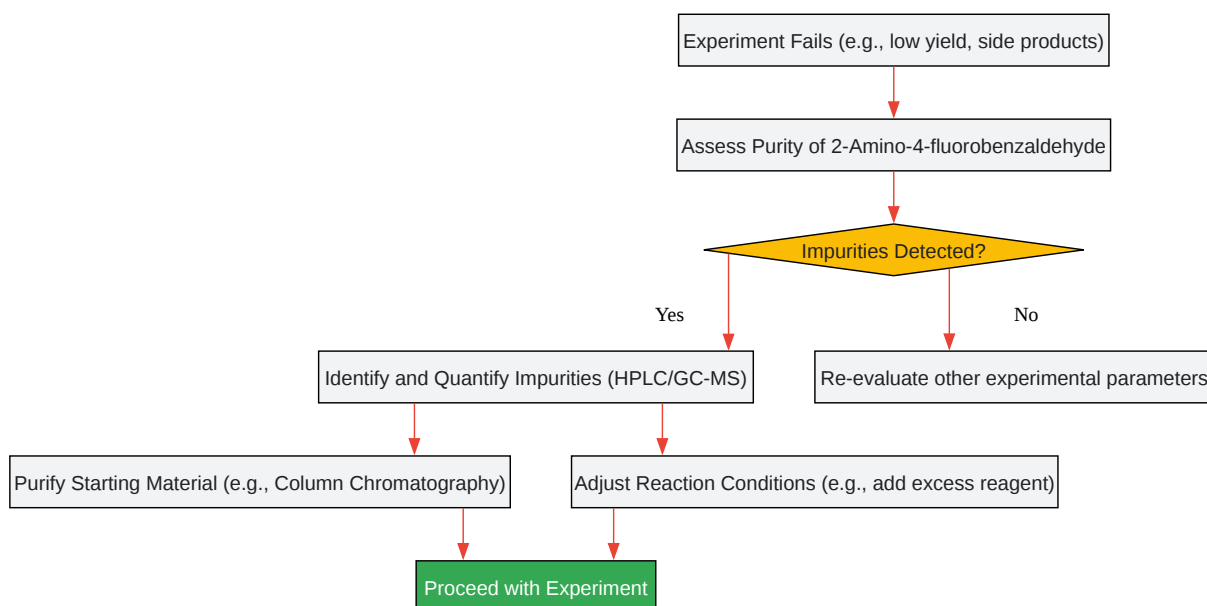 Experiment Fails (e.g., low yield, side products)
Assess Purity of 2-Amino-4-fluorobenzaldehyde
Impurities Detected?
Yes
No
Identify and Quantify Impurities (HPLC/GC-MS)
Re-evaluate other experimental parameters
Purify Starting Material (e.g., Column Chromatography)
Adjust Reaction Conditions (e.g., add excess reagent)
Proceed with Experiment